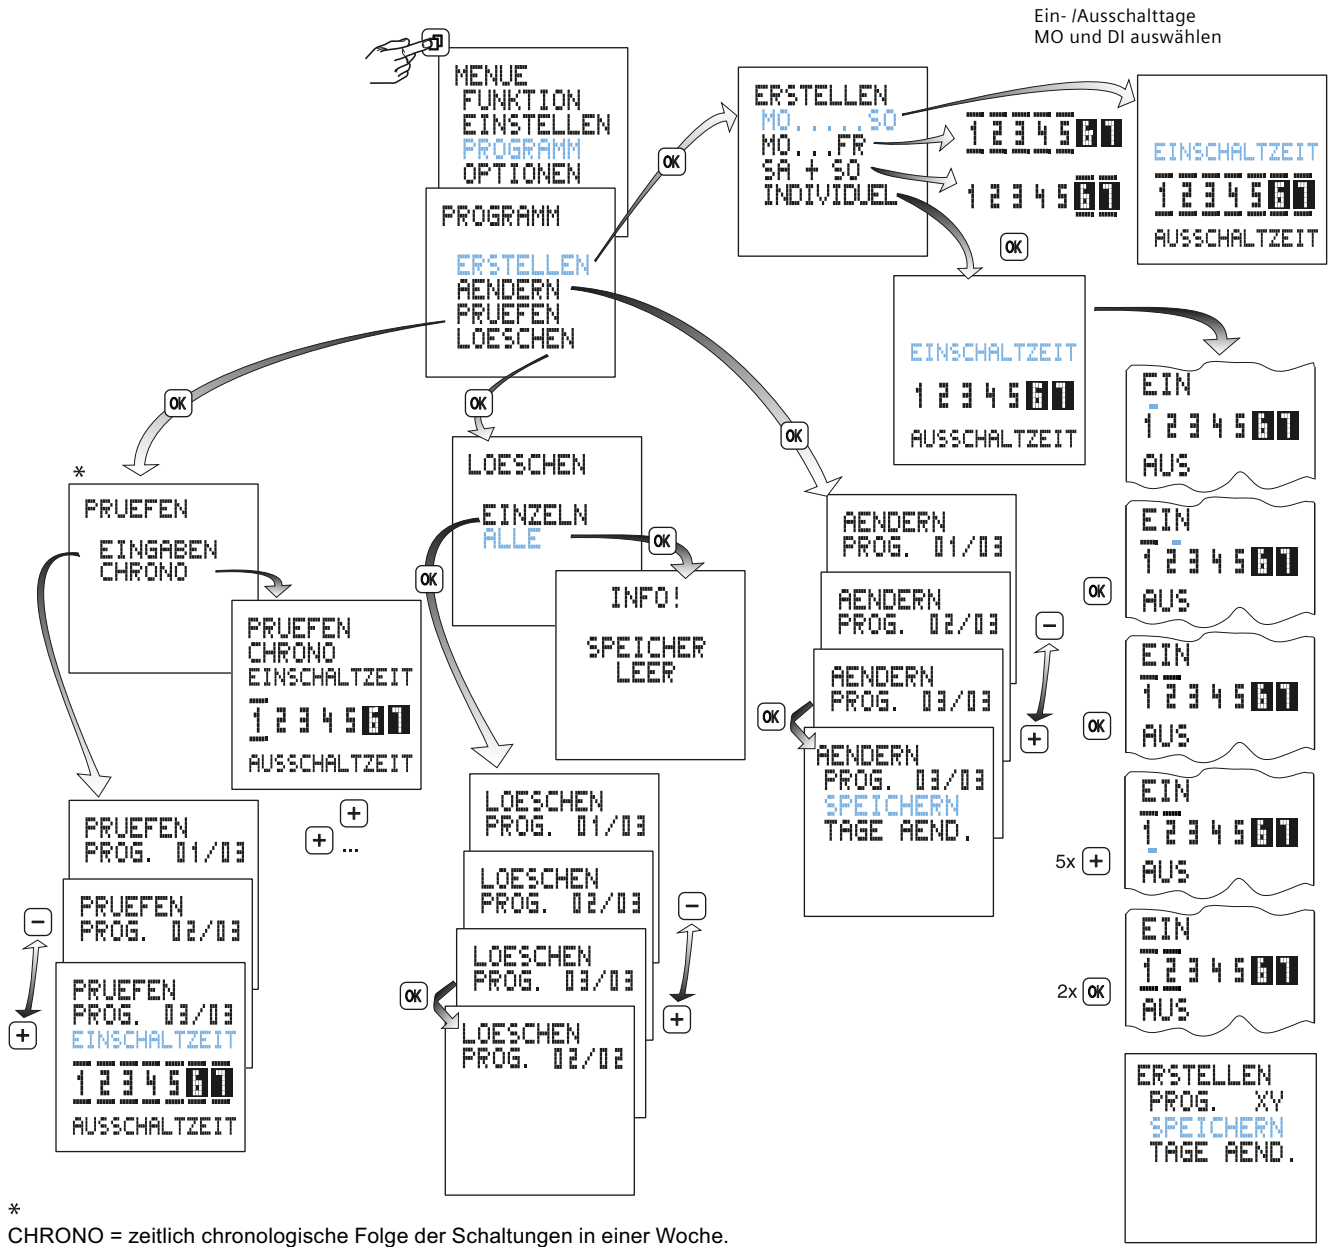 Ein- /Ausschalttage
MO und DI auswählen
MENUE
FUNKTION
EINSTELLEN
PROGRAMM
OPTIONEN
PROGRAMM
ERSTELLEN
AENDERN
PRUEFEN
LOESCHEN
OK
ERSTELLEN
MO.....SO
MO...FR
SA + SO
INDIVIDUEL
1 2 3 4 5 6 7
1 2 3 4 5 6 7
OK
EINSCHALTZEIT
1 2 3 4 5 6 7
AUSSCHALTZEIT
EINSCHALTZEIT
1 2 3 4 5 6 7
AUSSCHALTZEIT
EIN
1 2 3 4 5 6 7
AUS
OK
EIN
1 2 3 4 5 6 7
AUS
OK
EIN
1 2 3 4 5 6 7
AUS
5x +
EIN
1 2 3 4 5 6 7
AUS
2x OK
EIN
1 2 3 4 5 6 7
AUS
ERSTELLEN
PROG. XY
SPEICHERN
TAGE AEND.
OK
*
PRUEFEN
EINGABEN
CHRONO
PRUEFEN
CHRONO
EINSCHALTZEIT
1 2 3 4 5 6 7
AUSSCHALTZEIT
+
+ ...
PRUEFEN
PROG. 01/03
PRUEFEN
PROG. 02/03
−
+
PRUEFEN
PROG. 03/03
EINSCHALTZEIT
1 2 3 4 5 6 7
AUSSCHALTZEIT
OK
LOESCHEN
EINZELN
ALLE
OK
OK
INFO!
SPEICHER
LEER
LOESCHEN
PROG. 01/03
LOESCHEN
PROG. 02/03
LOESCHEN
PROG. 03/03
−
+
OK
LOESCHEN
PROG. 02/02
OK
AENDERN
PROG. 01/03
AENDERN
PROG. 02/03
AENDERN
PROG. 03/03
−
+
OK
AENDERN
PROG. 03/03
SPEICHERN
TAGE AEND.
*
CHRONO = zeitlich chronologische Folge der Schaltungen in einer Woche.